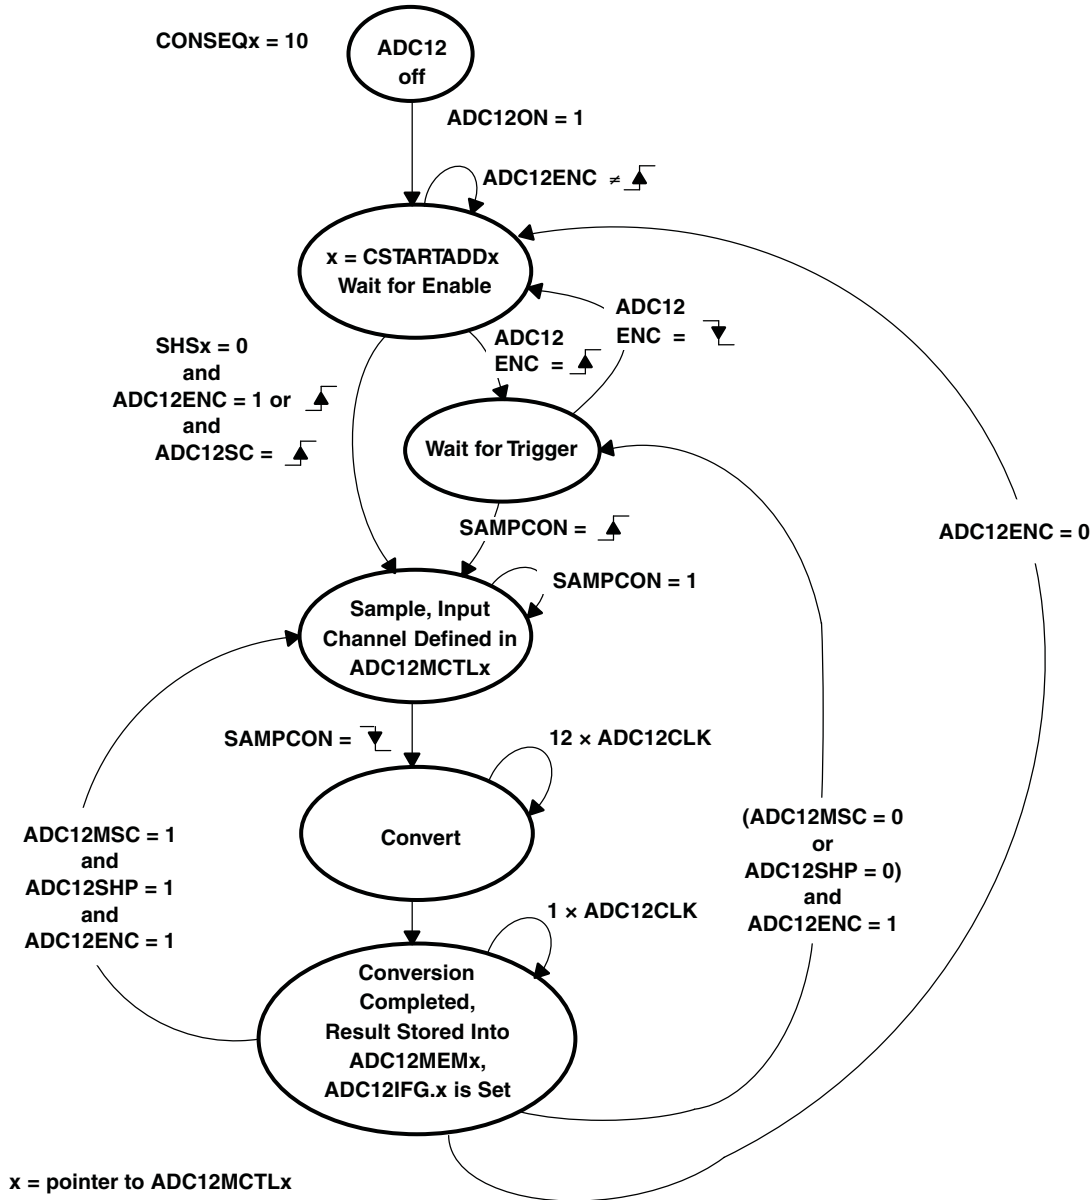 CONSEQx = 10
ADC12
off
ADC12ON = 1
ADC12ENC ≠
x = CSTARTADDx
Wait for Enable
ADC12
ENC =
ADC12
ENC =
SHSx = 0
and
ADC12ENC = 1 or
and
ADC12SC =
Wait for Trigger
SAMPCON =
ADC12ENC = 0
SAMPCON = 1
Sample, Input
Channel Defined in
ADC12MCTLx
SAMPCON =
12 × ADC12CLK
Convert
ADC12MSC = 1
and
ADC12SHP = 1
and
ADC12ENC = 1
(ADC12MSC = 0
or
ADC12SHP = 0)
and
ADC12ENC = 1
1 × ADC12CLK
Conversion
Completed,
Result Stored Into
ADC12MEMx,
ADC12IFG.x is Set
x = pointer to ADC12MCTLx